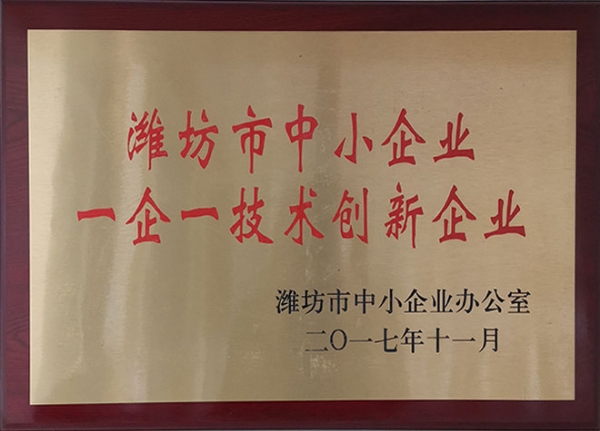 潍坊市中小企业
一企一技术创新企业
潍坊市中小企业办公室
二〇一七年十一月